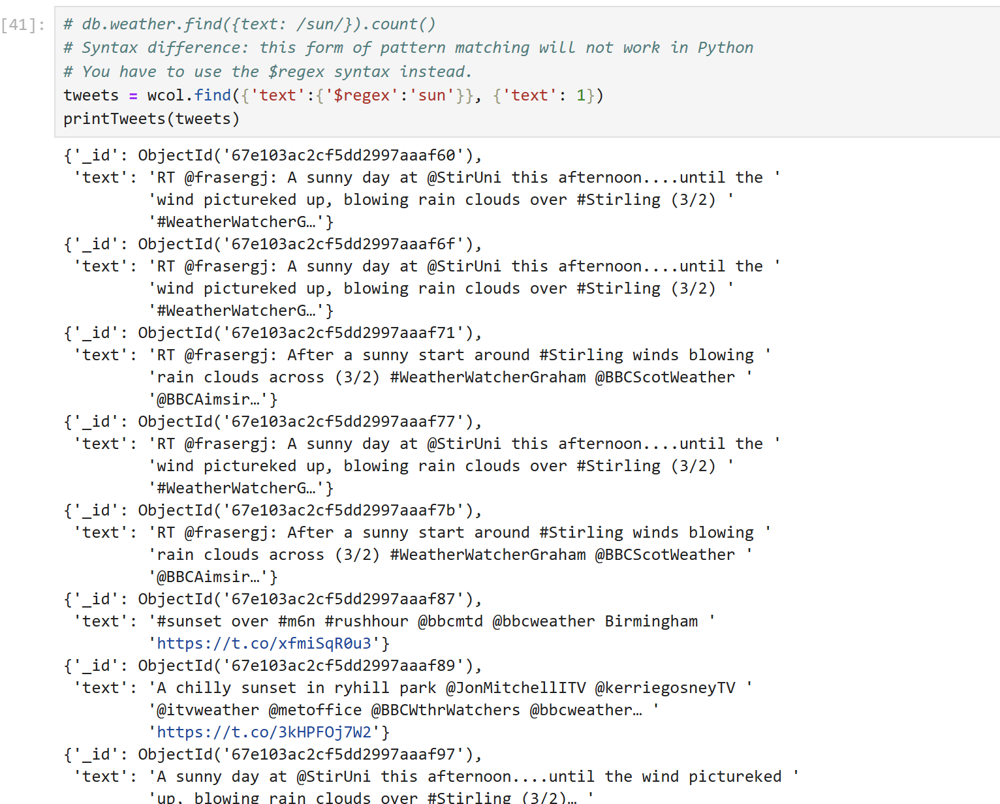 [41]: # db.weather.find({text: /sun/}).count()
# Syntax difference: this form of pattern matching will not work in Python
# You have to use the $regex syntax instead.
tweets = wcol.find({'text':{'$regex':'sun'}}, {'text': 1})
printTweets(tweets)
{'_id': ObjectId('67e103ac2cf5dd2997aaaf60'),
 'text': 'RT @frasergj: A sunny day at @StirUni this afternoon....until the '
         'wind pictureked up, blowing rain clouds over #Stirling (3/2) '
         '#WeatherWatcherG…'}
{'_id': ObjectId('67e103ac2cf5dd2997aaaf6f'),
 'text': 'RT @frasergj: A sunny day at @StirUni this afternoon....until the '
         'wind pictureked up, blowing rain clouds over #Stirling (3/2) '
         '#WeatherWatcherG…'}
{'_id': ObjectId('67e103ac2cf5dd2997aaaf71'),
 'text': 'RT @frasergj: After a sunny start around #Stirling winds blowing '
         'rain clouds across (3/2) #WeatherWatcherGraham @BBCScotWeather '
         '@BBCAimsir…'}
{'_id': ObjectId('67e103ac2cf5dd2997aaaf77'),
 'text': 'RT @frasergj: A sunny day at @StirUni this afternoon....until the '
         'wind pictureked up, blowing rain clouds over #Stirling (3/2) '
         '#WeatherWatcherG…'}
{'_id': ObjectId('67e103ac2cf5dd2997aaaf7b'),
 'text': 'RT @frasergj: After a sunny start around #Stirling winds blowing '
         'rain clouds across (3/2) #WeatherWatcherGraham @BBCScotWeather '
         '@BBCAimsir…'}
{'_id': ObjectId('67e103ac2cf5dd2997aaaf87'),
 'text': '#sunset over #m6n #rushhour @bbcmtd @bbcweather Birmingham '
         'https://t.co/xfmiSqR0u3'}
{'_id': ObjectId('67e103ac2cf5dd2997aaaf89'),
 'text': 'A chilly sunset in ryhill park @JonMitchellITV @kerriegosneyTV '
         '@itvweather @metoffice @BBCWthrWatchers @bbcweather… '
         'https://t.co/3kHPFOj7W2'}
{'_id': ObjectId('67e103ac2cf5dd2997aaaf97'),
 'text': 'A sunny day at @StirUni this afternoon....until the wind pictureked '
         'up, blowing rain clouds over #Stirling (3/2)… '